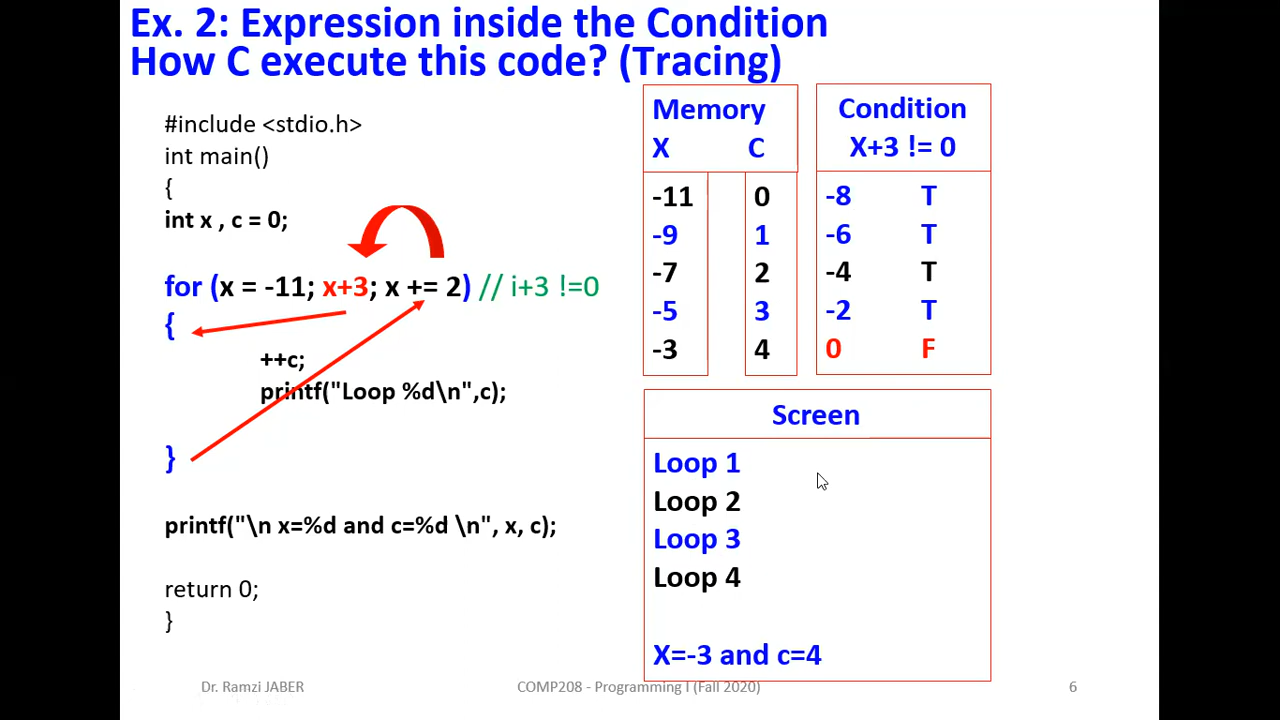 Ex. 2: Expression inside the Condition
How C execute this code? (Tracing)
#include <stdio.h>
int main()
{
int x , c = 0;
for (x = -11; x+3; x += 2) // i+3 !=0
{
++c;
printf("Loop %d\n",c);
}
printf("\n x=%d and c=%d \n", x, c);
return 0;
}
Memory
X C
-11 0
-9 1
-7 2
-5 3
-3 4
Condition
X+3 != 0
-8 T
-6 T
-4 T
-2 T
0 F
Screen
Loop 1
Loop 2
Loop 3
Loop 4
X=-3 and c=4
Dr. Ramzi JABER
COMP208 - Programming I (Fall 2020)
6